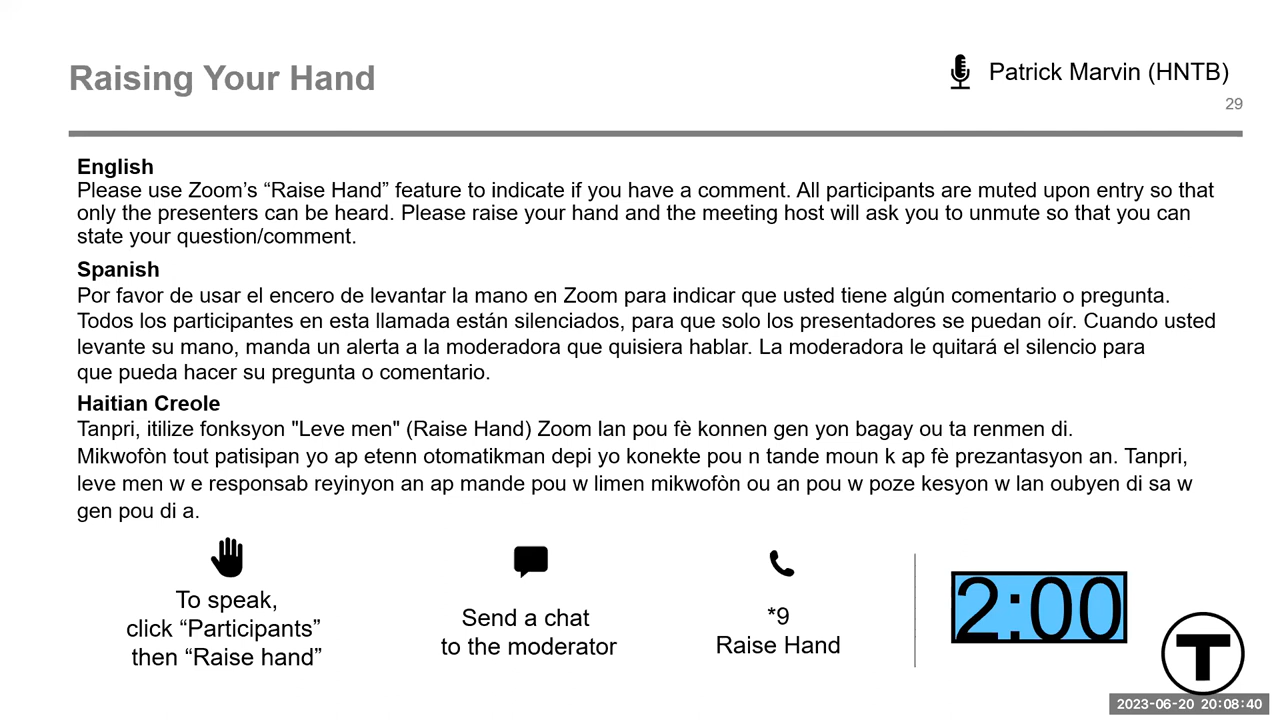 Raising Your Hand
Patrick Marvin (HNTB)
29
English
Please use Zoom’s “Raise Hand” feature to indicate if you have a comment. All participants are muted upon entry so that
only the presenters can be heard. Please raise your hand and the meeting host will ask you to unmute so that you can
state your question/comment.
Spanish
Por favor de usar el encero de levantar la mano en Zoom para indicar que usted tiene algún comentario o pregunta.
Todos los participantes en esta llamada están silenciados, para que solo los presentadores se puedan oír. Cuando usted
levante su mano, manda un alerta a la moderadora que quisiera hablar. La moderadora le quitará el silencio para
que pueda hacer su pregunta o comentario.
Haitian Creole
Tanpri, itilize fonksyon "Leve men" (Raise Hand) Zoom lan pou fè konnen gen yon bagay ou ta renmen di.
Mikwofòn tout patisipan yo ap etenn otomatikman depi yo konekte pou n tande moun k ap fè prezantasyon an. Tanpri,
leve men w e responsab reyinyon an ap mande pou w limen mikwofòn ou an pou w poze kesyon w lan oubyen di sa w
gen pou di a.
To speak,
click “Participants”
then “Raise hand”
Send a chat
to the moderator
*9
Raise Hand
2:00
T
2023-06-20 20:08:40